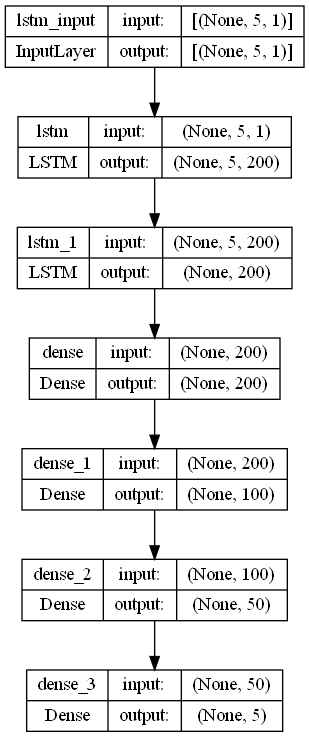 lstm_input input: [(None, 5, 1)]
InputLayer output: [(None, 5, 1)]
lstm input: (None, 5, 1)
LSTM output: (None, 5, 200)
lstm_1 input: (None, 5, 200)
LSTM output: (None, 200)
dense input: (None, 200)
Dense output: (None, 200)
dense_1 input: (None, 200)
Dense output: (None, 100)
dense_2 input: (None, 100)
Dense output: (None, 50)
dense_3 input: (None, 50)
Dense output: (None, 5)